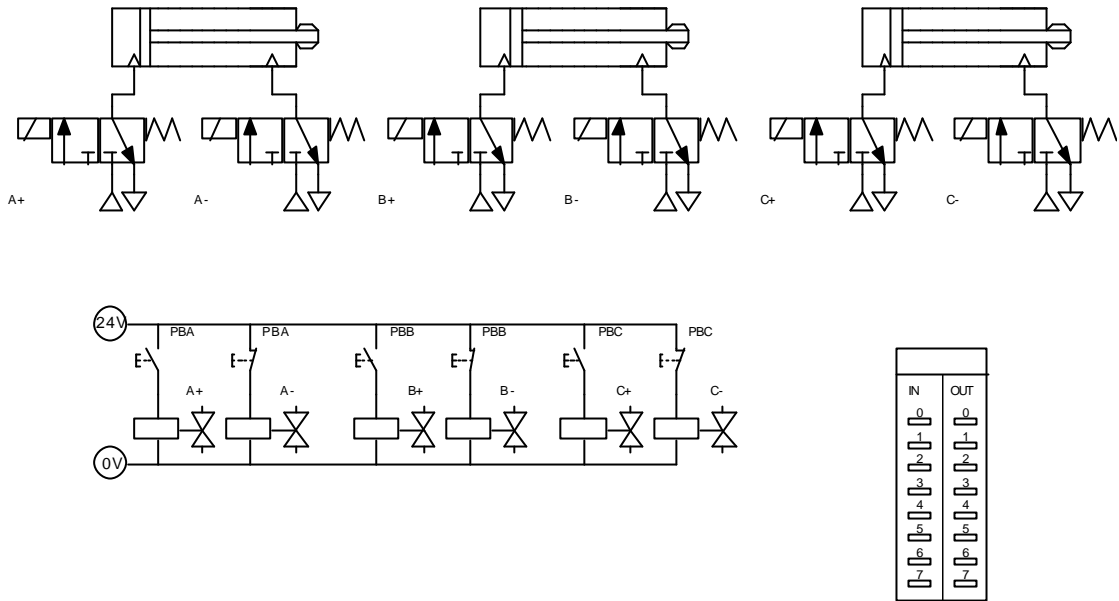 A+ A- B+ B- C+ C-
24V
PBA PBA PBB PBB PBC PBC
A+ A- B+ B- C+ C-
0V
IN OUT
0 0
1 1
2 2
3 3
4 4
5 5
6 6
7 7